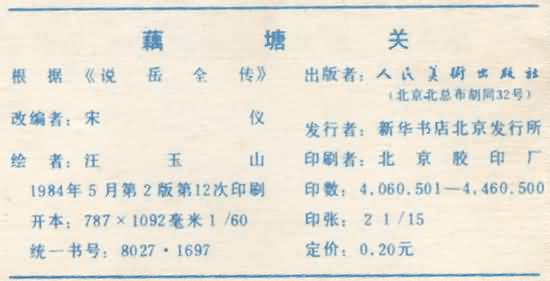 藕塘关
根据《说岳全传》
改编者：宋仪
绘者：汪玉山
1984年5月第2版第12次印刷
开本：787×1092毫米1/60
统一书号：8027·1697
出版者：人民美術出版社
（北京北总布胡同32号）
发行者：新华书店北京发行所
印刷者：北京胶印厂
印数：4,060,501—4,460,500
印张：2 1/15
定价：0.20元